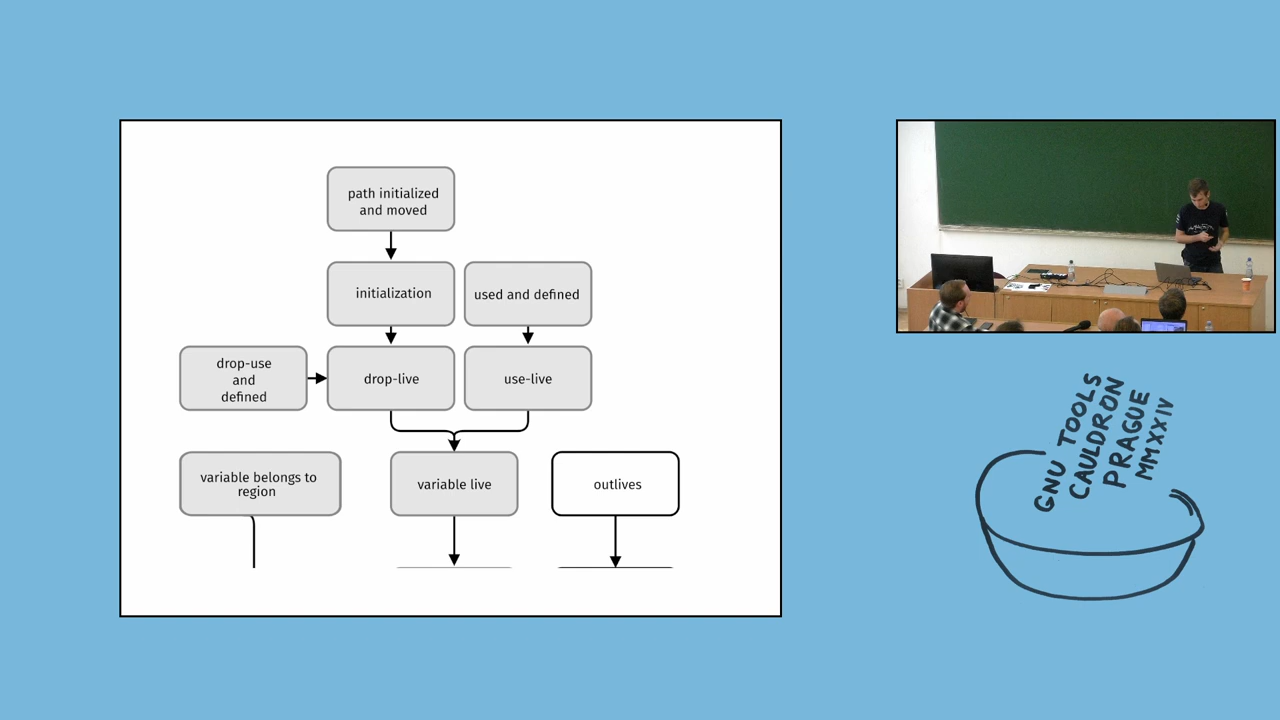 path initialized
and moved
initialization
used and defined
drop-use
and
defined
drop-live
use-live
variable belongs to
region
variable live
outlives
GNU TOOLS
CAULDRON
PRAGUE
MMXXIV